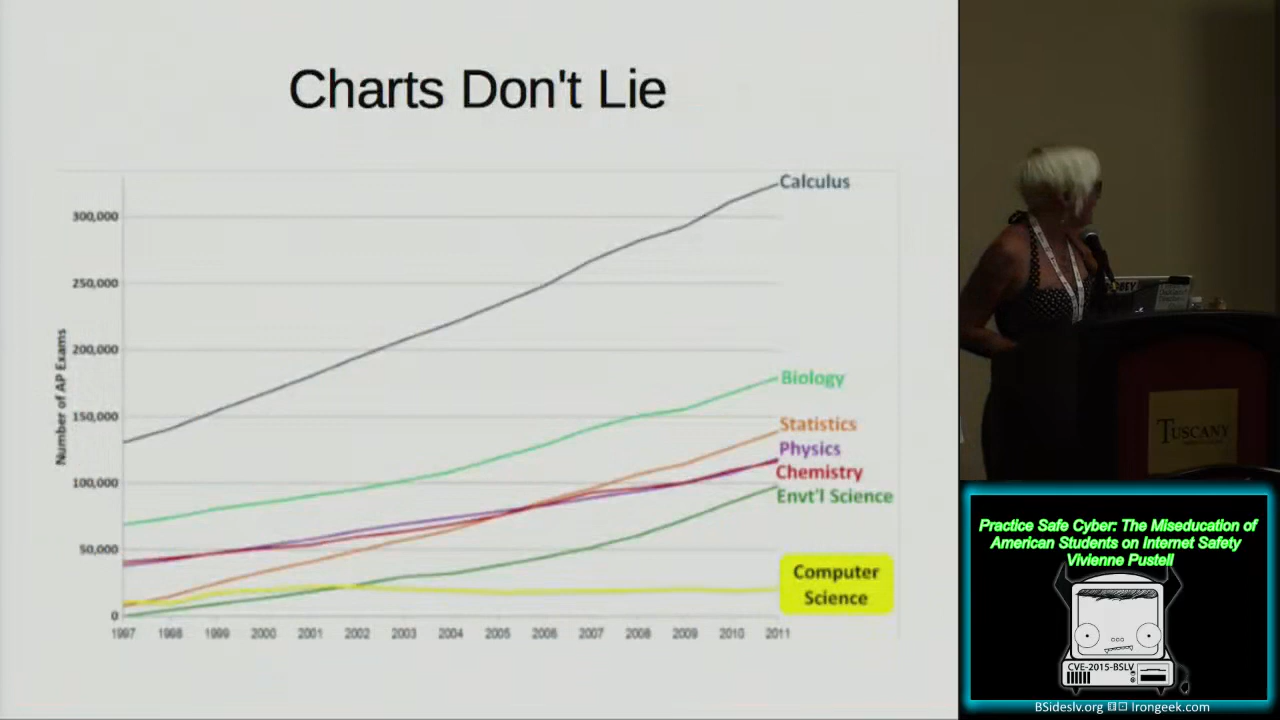 Charts Don't Lie
Number of AP Exams
300,000
250,000
200,000
150,000
100,000
50,000
0
1997 1998 1999 2000 2001 2002 2003 2004 2005 2006 2007 2008 2009 2010 2011
Calculus
Biology
Statistics
Physics
Chemistry
Envt'l Science
Computer
Science
TUSCANY
Practice Safe Cyber: The Miseducation of
American Students on Internet Safety
Vivienne Pustell
CVE-2015-BSLV
BSideslv.org Irongeek.com